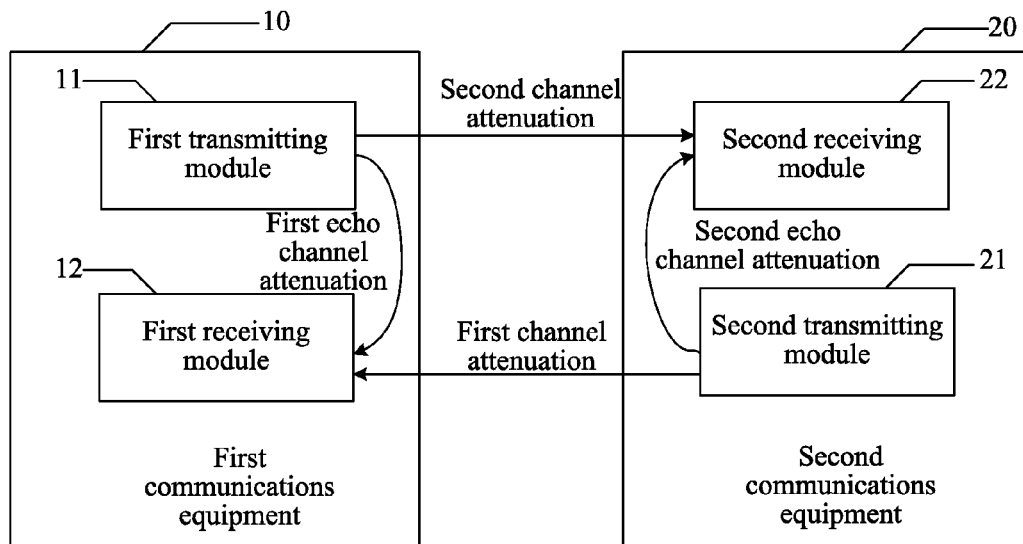 10
20
11
Second channel
attenuation
22
First transmitting
module
Second receiving
module
First echo
channel
attenuation
Second echo
channel attenuation
12
21
First receiving
module
First channel
attenuation
Second transmitting
module
First
communications
equipment
Second
communications
equipment